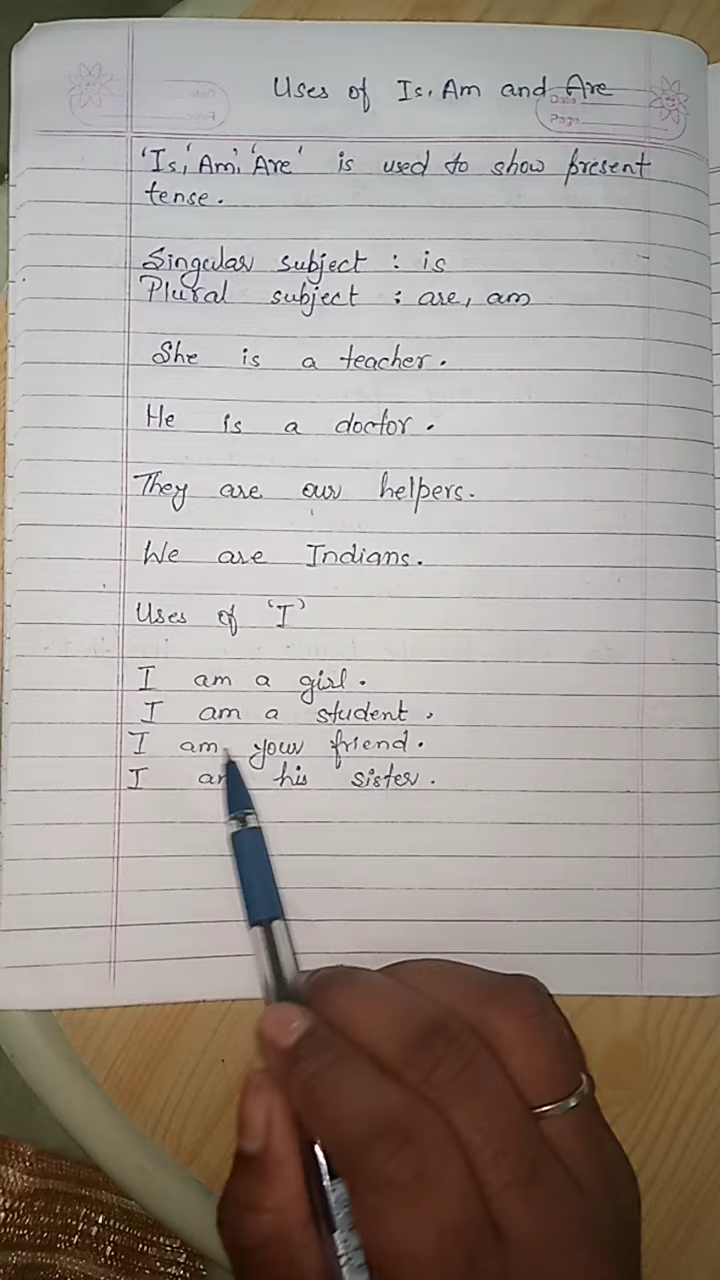 Uses of Is, Am and Are
Date
Page
'Is,' 'Am', 'Are' is used to show present
tense.
Singular subject : is
Plural subject : are, am
She is a teacher.
He is a doctor.
They are our helpers.
We are Indians.
Uses of 'I'
I am a girl.
I am a student.
I am your friend.
I his sister.